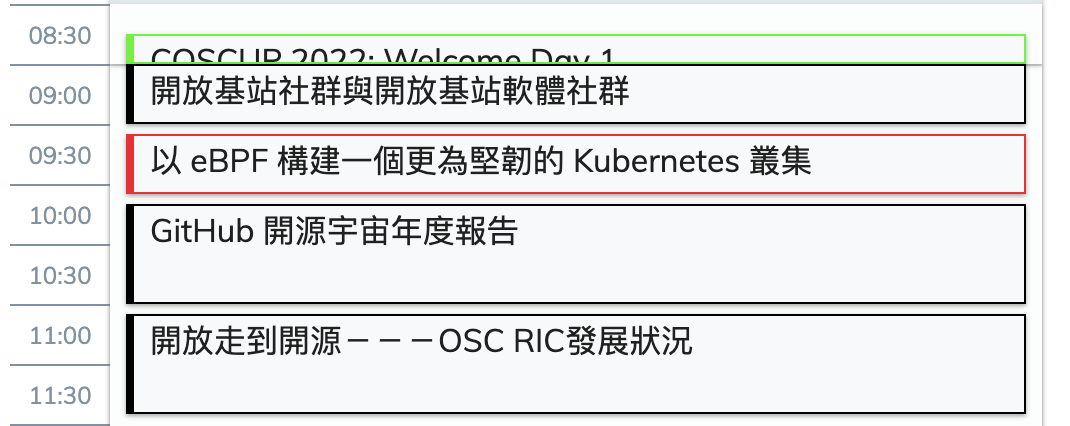 08:30
COSCUP 2022: Welcome Day 1
09:00
開放基站社群與開放基站軟體社群
09:30
以 eBPF 構建一個更為堅韌的 Kubernetes 叢集
10:00
GitHub 開源宇宙年度報告
10:30
11:00
開放走到開源－－－OSC RIC發展狀況
11:30